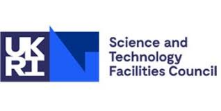 UK
RI
Science and
Technology
Facilities Council